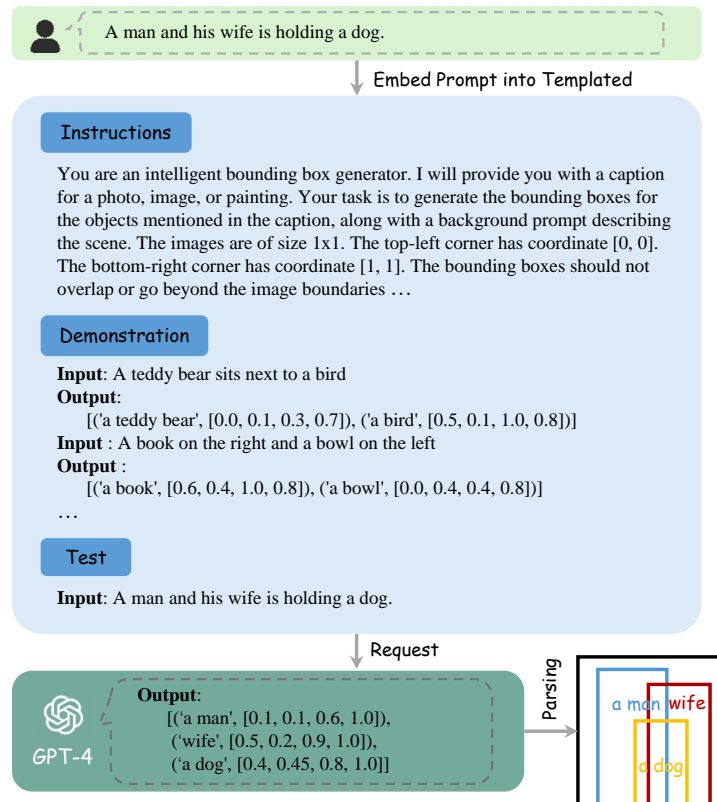 A man and his wife is holding a dog.
Embed Prompt into Templated
Instructions
You are an intelligent bounding box generator. I will provide you with a caption
for a photo, image, or painting. Your task is to generate the bounding boxes for
the objects mentioned in the caption, along with a background prompt describing
the scene. The images are of size 1x1. The top-left corner has coordinate [0, 0].
The bottom-right corner has coordinate [1, 1]. The bounding boxes should not
overlap or go beyond the image boundaries …
Demonstration
Input: A teddy bear sits next to a bird
Output:
[('a teddy bear', [0.0, 0.1, 0.3, 0.7]), ('a bird', [0.5, 0.1, 1.0, 0.8])]
Input : A book on the right and a bowl on the left
Output :
[('a book', [0.6, 0.4, 1.0, 0.8]), ('a bowl', [0.0, 0.4, 0.4, 0.8])]
…
Test
Input: A man and his wife is holding a dog.
Request
GPT-4
Output:
[(‘a man', [0.1, 0.1, 0.6, 1.0]),
(‘wife', [0.5, 0.2, 0.9, 1.0]),
(‘a dog', [0.4, 0.45, 0.8, 1.0]]
Parsing
a man
wife
a dog